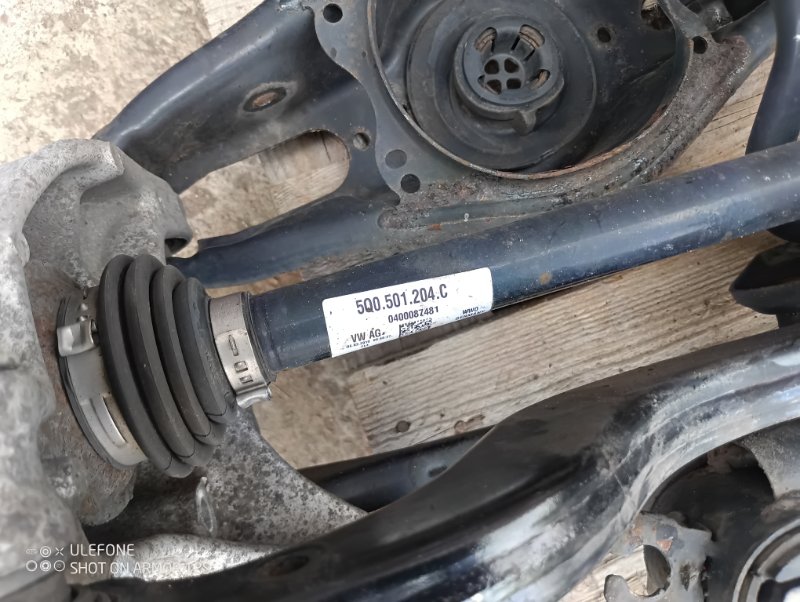 5Q0.501.204.C
0400087481
VW AG
ULEFONE
SHOT ON ARMOR